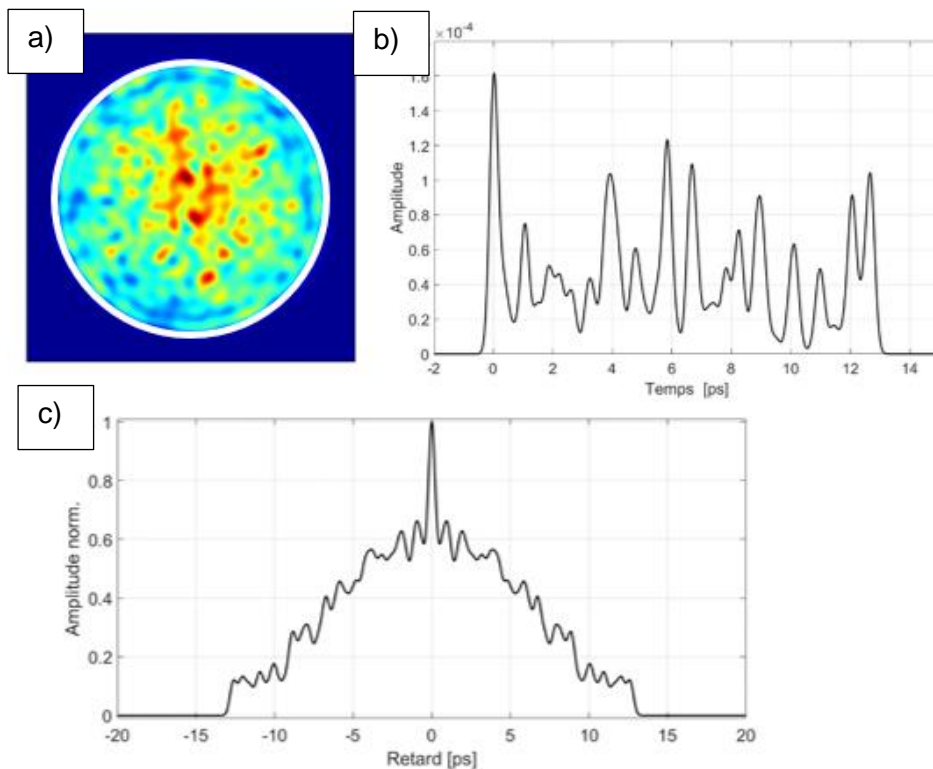 a)
b)
×10⁻⁴
1.6
1.4
1.2
1
0.8
0.6
0.4
0.2
0
Amplitude
-2 0 2 4 6 8 10 12 14
Temps [ps]
c)
1
0.8
0.6
0.4
0.2
0
Amplitude norm.
-20 -15 -10 -5 0 5 10 15 20
Retard [ps]